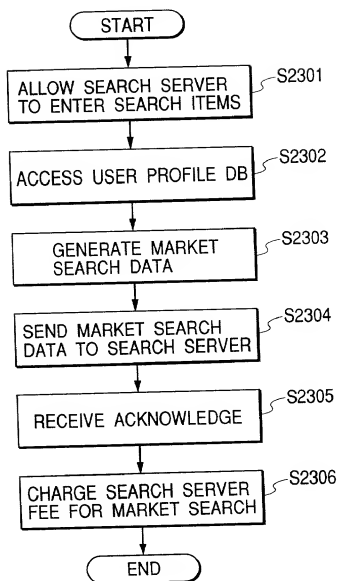 START
ALLOW SEARCH SERVER
TO ENTER SEARCH ITEMS
S2301
ACCESS USER PROFILE DB
S2302
GENERATE MARKET
SEARCH DATA
S2303
SEND MARKET SEARCH
DATA TO SEARCH SERVER
S2304
RECEIVE ACKNOWLEDGE
S2305
CHARGE SEARCH SERVER
FEE FOR MARKET SEARCH
S2306
END